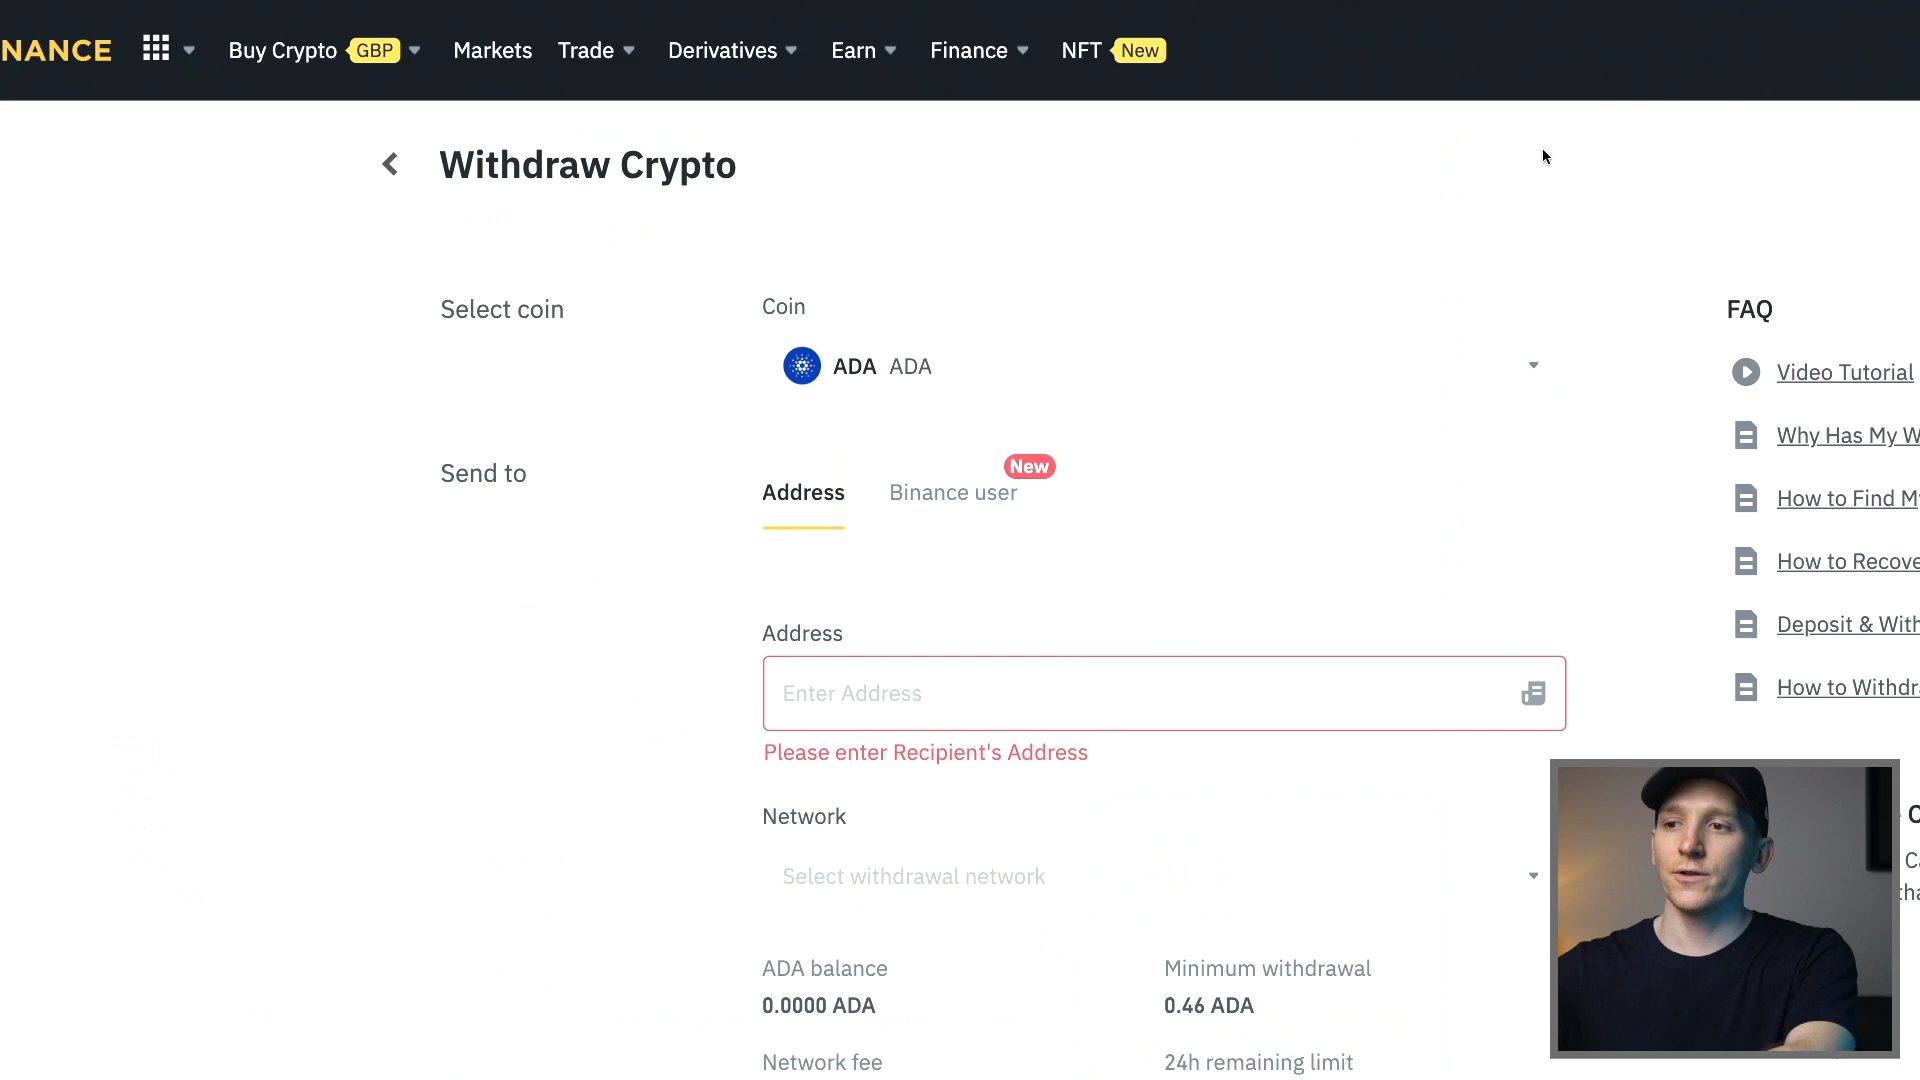 NANCE
Buy Crypto GBP
Markets
Trade
Derivatives
Earn
Finance
NFT New
Withdraw Crypto
Select coin
Coin
ADA ADA
Send to
Address
Binance user
New
Address
Enter Address
Please enter Recipient's Address
Network
Select withdrawal network
ADA balance
0.0000 ADA
Minimum withdrawal
0.46 ADA
Network fee
24h remaining limit
FAQ
Video Tutorial
Why Has My W
How to Find My
How to Recove
Deposit & With
How to Withdra